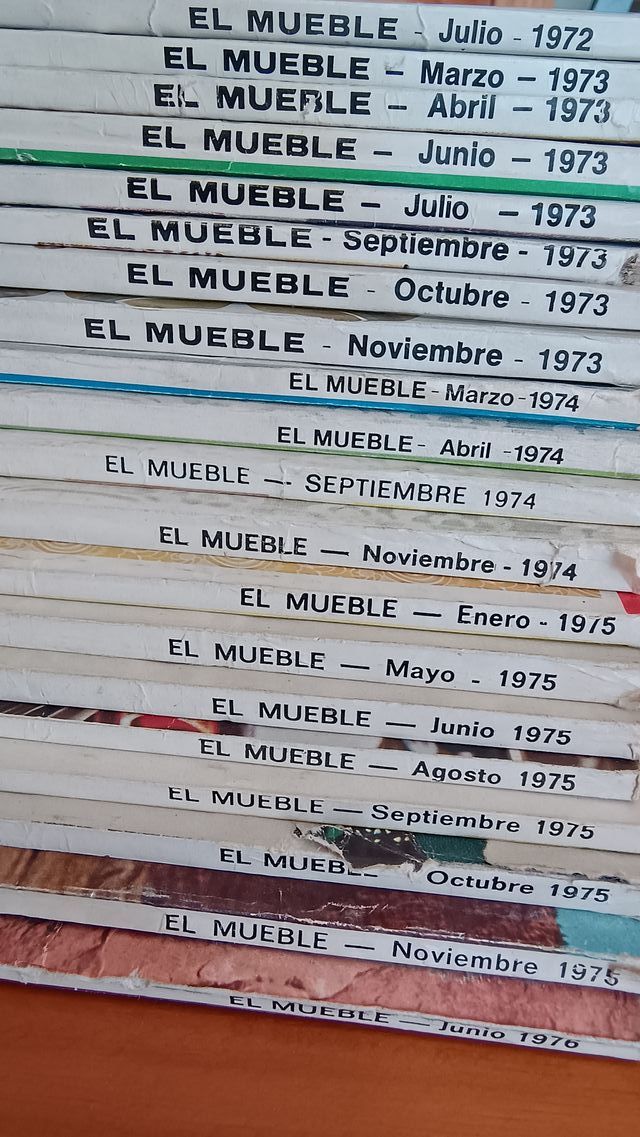 EL MUEBLE - Julio - 1972
EL MUEBLE - Marzo - 1973
EL MUEBLE - Abril - 1973
EL MUEBLE - Junio - 1973
EL MUEBLE - Julio - 1973
EL MUEBLE - Septiembre - 1973
EL MUEBLE - Octubre - 1973
EL MUEBLE - Noviembre - 1973
EL MUEBLE - Marzo - 1974
EL MUEBLE - Abril - 1974
EL MUEBLE — SEPTIEMBRE 1974
EL MUEBLE — Noviembre - 1974
EL MUEBLE — Enero - 1975
EL MUEBLE — Mayo - 1975
EL MUEBLE — Junio 1975
EL MUEBLE — Agosto 1975
EL MUEBLE — Septiembre 1975
EL MUEBLE Octubre 1975
EL MUEBLE — Noviembre 1975
EL MUEBLE — Junio 1976